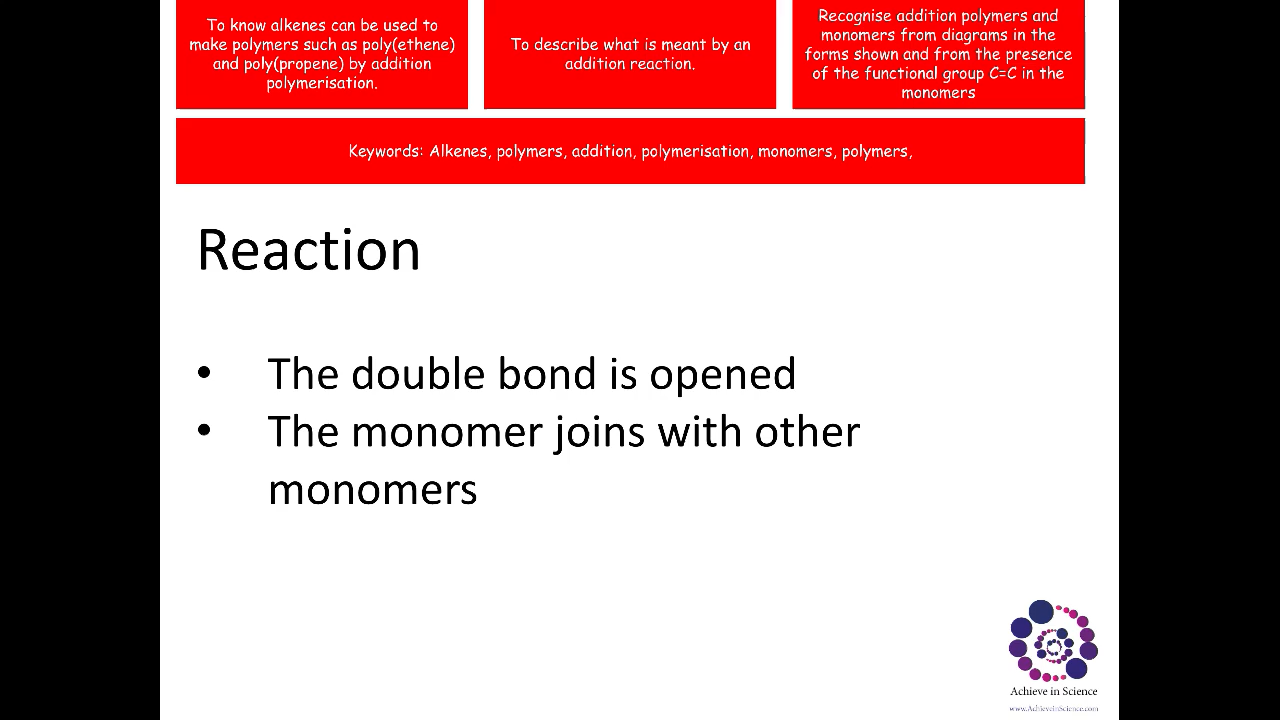 To know alkenes can be used to
make polymers such as poly(ethene)
and poly(propene) by addition
polymerisation.
To describe what is meant by an
addition reaction.
Recognise addition polymers and
monomers from diagrams in the
forms shown and from the presence
of the functional group C=C in the
monomers
Keywords: Alkenes, polymers, addition, polymerisation, monomers, polymers,
Reaction
• The double bond is opened
• The monomer joins with other
monomers
Achieve in Science
www.AchieveinScience.com